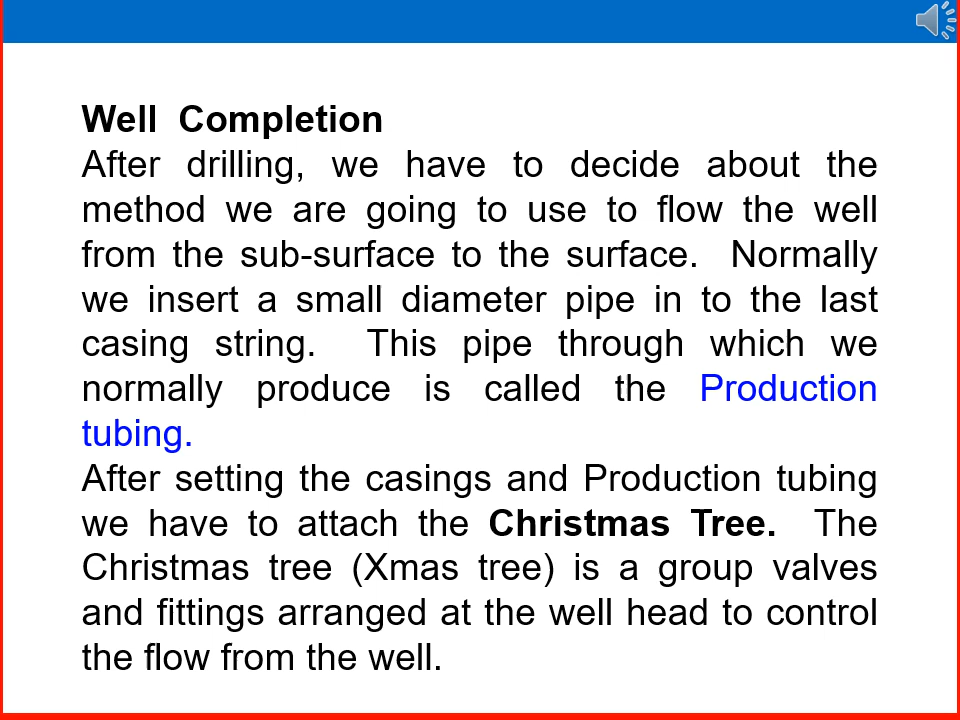 Well Completion
After drilling, we have to decide about the
method we are going to use to flow the well
from the sub-surface to the surface. Normally
we insert a small diameter pipe in to the last
casing string. This pipe through which we
normally produce is called the Production
tubing.
After setting the casings and Production tubing
we have to attach the Christmas Tree. The
Christmas tree (Xmas tree) is a group valves
and fittings arranged at the well head to control
the flow from the well.